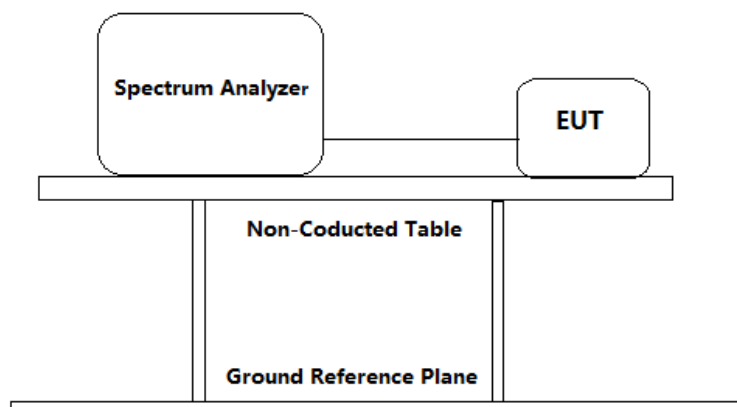 Spectrum Analyzer
EUT
Non-Coducted Table
Ground Reference Plane